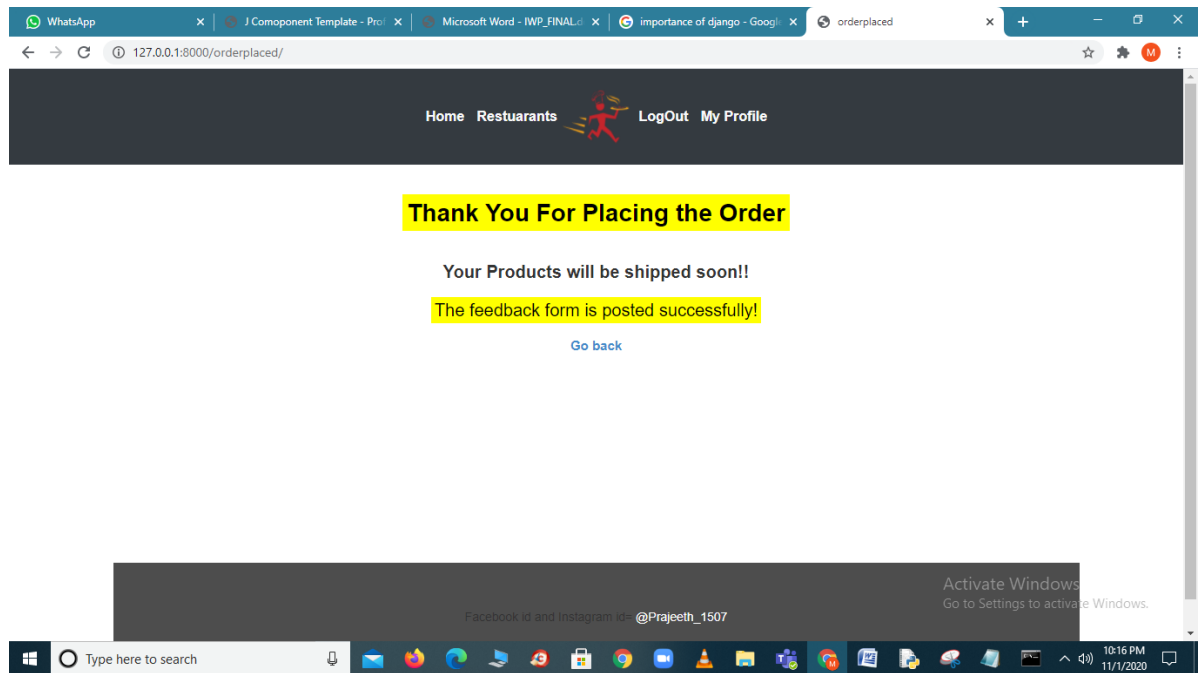 WhatsApp
J Comoponent Template - Prof
Microsoft Word - IWP_FINAL.d
importance of django - Google
orderplaced
127.0.0.1:8000/orderplaced/
M
Home Restuarants LogOut My Profile
Thank You For Placing the Order
Your Products will be shipped soon!!
The feedback form is posted successfully!
Go back
Activate Windows
Go to Settings to activate Windows.
Facebook id and Instagram id= @Prajeeth_1507
Type here to search
10:16 PM
11/1/2020